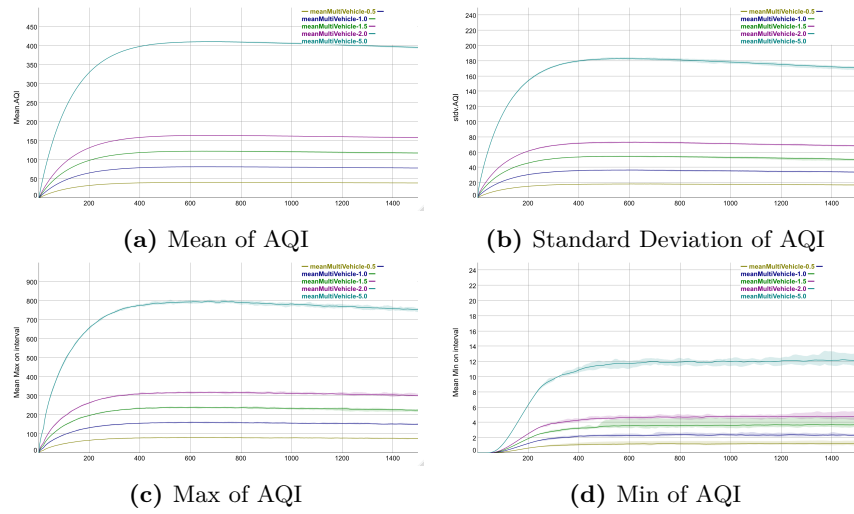 meanMultiVehicle-0.5
meanMultiVehicle-1.0
meanMultiVehicle-1.5
meanMultiVehicle-2.0
meanMultiVehicle-5.0
Mean.AQI
400
350
300
250
200
150
100
50
0
200 400 600 800 1000 1200 1400
(a) Mean of AQI
meanMultiVehicle-0.5
meanMultiVehicle-1.0
meanMultiVehicle-1.5
meanMultiVehicle-2.0
meanMultiVehicle-5.0
stdv.AQI
240
220
200
180
160
140
120
100
80
60
40
20
0
200 400 600 800 1000 1200 1400
(b) Standard Deviation of AQI
meanMultiVehicle-0.5
meanMultiVehicle-1.0
meanMultiVehicle-1.5
meanMultiVehicle-2.0
meanMultiVehicle-5.0
Mean Max on interval
900
800
700
600
500
400
300
200
100
0
200 400 600 800 1000 1200 1400
(c) Max of AQI
meanMultiVehicle-0.5
meanMultiVehicle-1.0
meanMultiVehicle-1.5
meanMultiVehicle-2.0
meanMultiVehicle-5.0
Mean Min on interval
24
22
20
18
16
14
12
10
8
6
4
2
0
200 400 600 800 1000 1200 1400
(d) Min of AQI